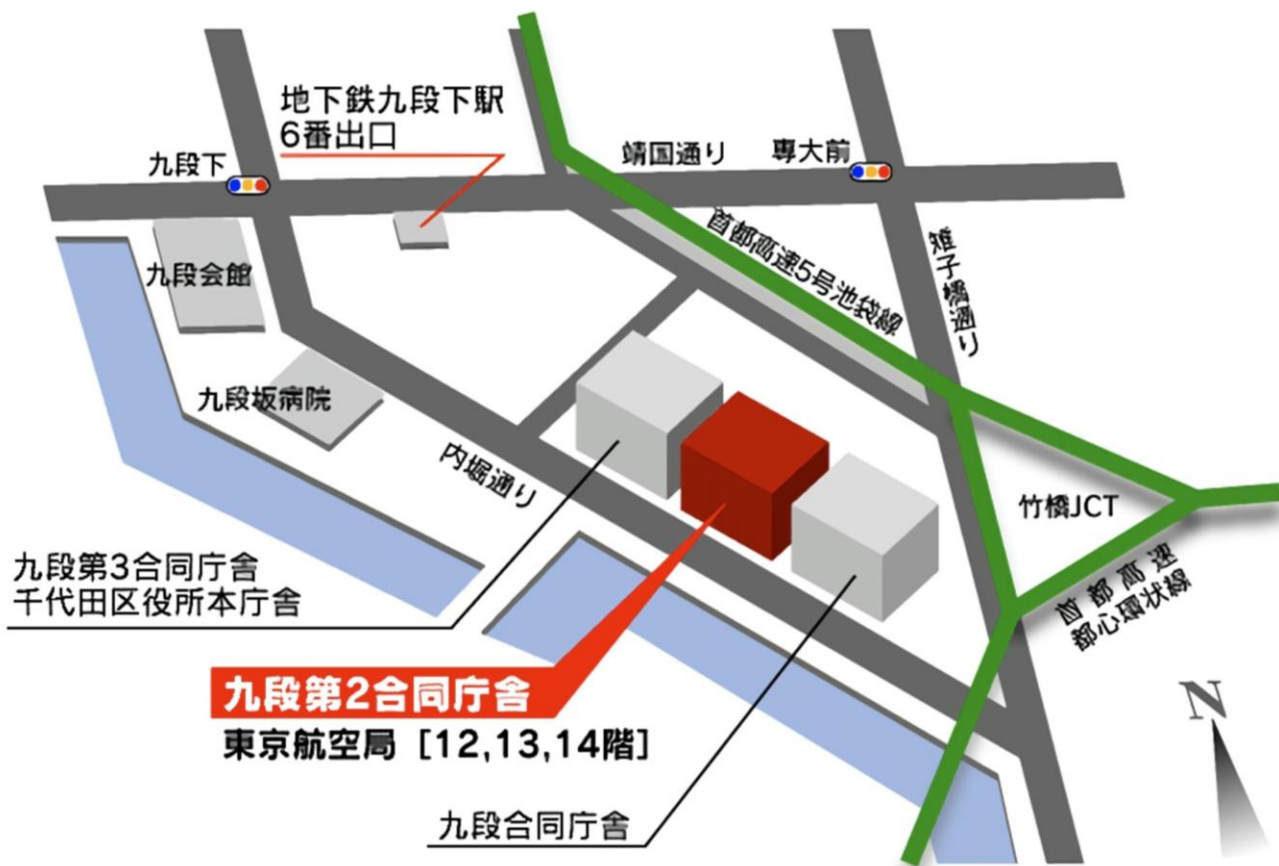 地下鉄九段下駅
6番出口
九段下
靖国通り
専大前
首都高速5号池袋線
雉子橋通り
九段会館
九段坂病院
内堀通り
竹橋JCT
九段第3合同庁舎
千代田区役所本庁舎
首都高速
都心環状線
九段第2合同庁舎
東京航空局 [12,13,14階]
九段合同庁舎
N